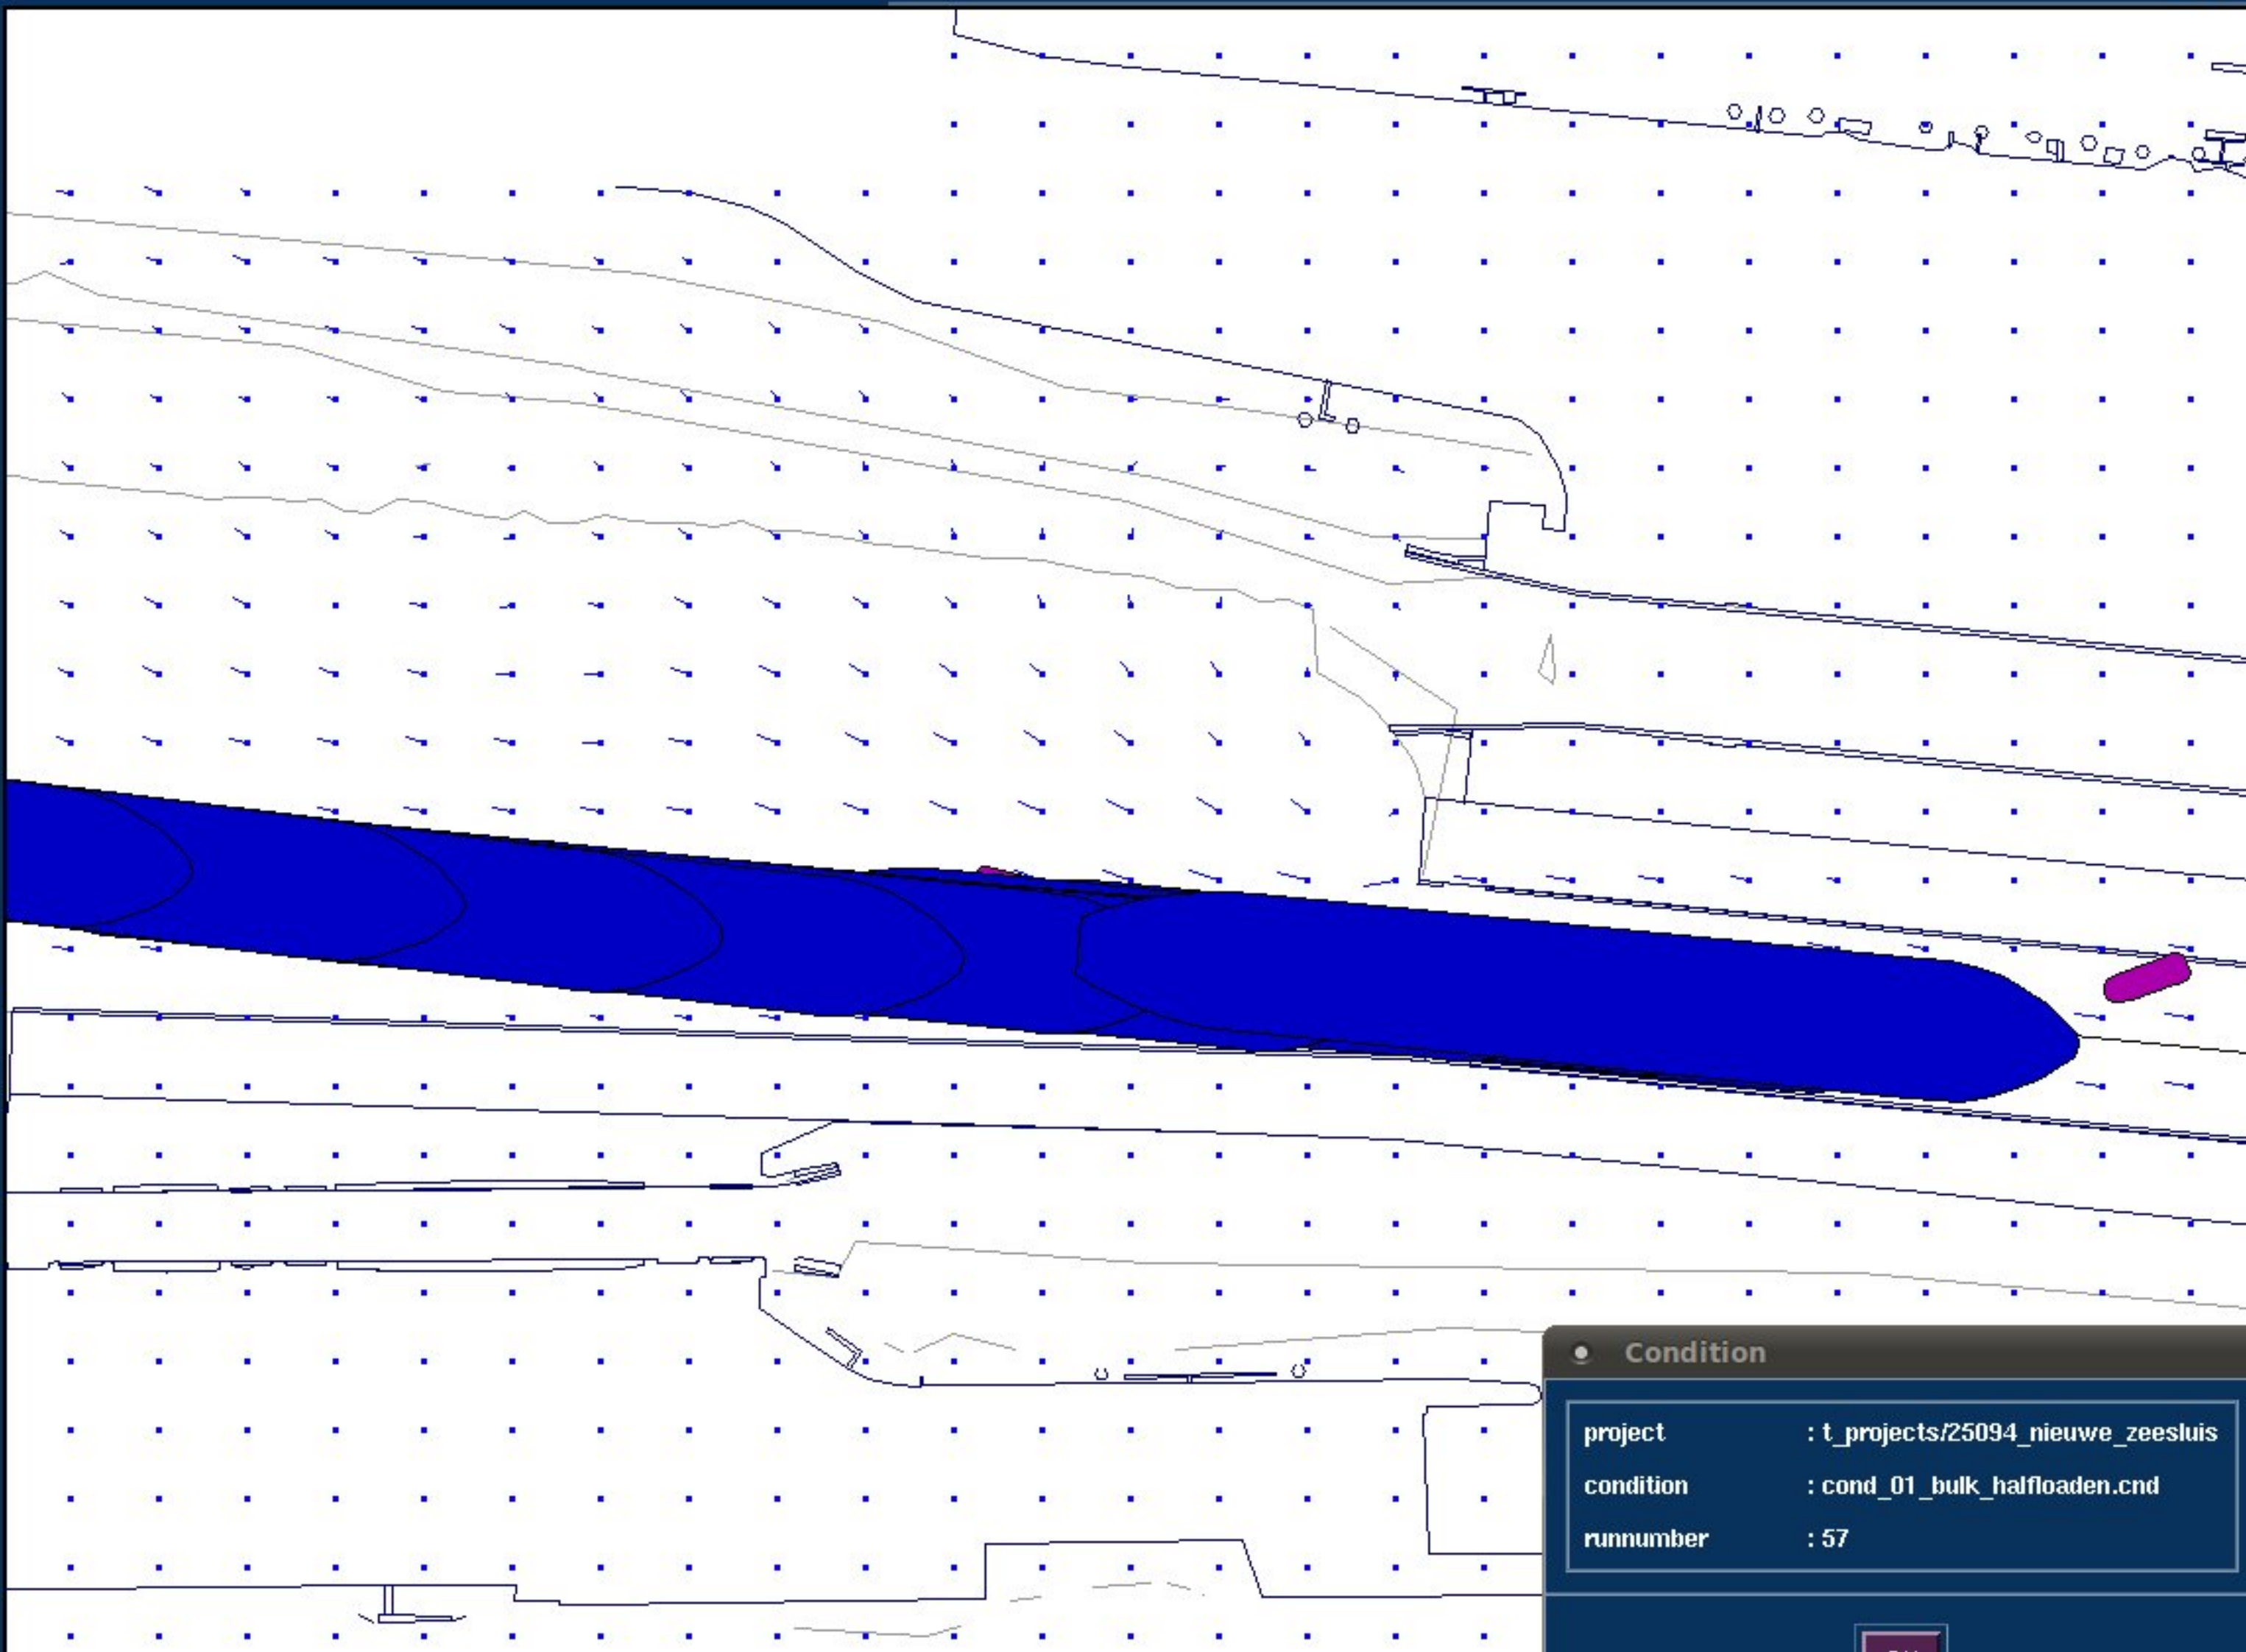 Condition
project : t_projects/25094_nieuwe_zeesluis
condition : cond_01_bulk_halfloaden.cnd
runnumber : 57